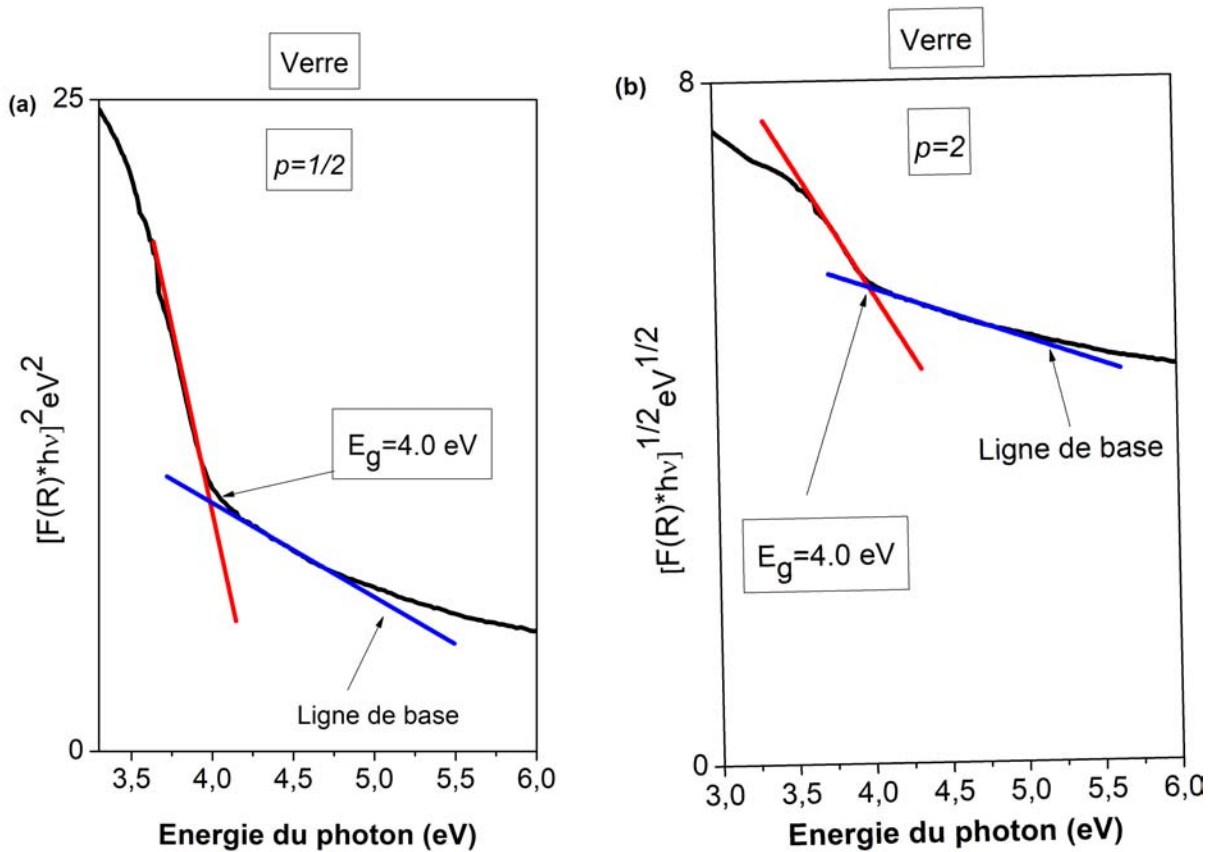 Verre
(a)
25
p=1/2
[F(R)*hν]²eV²
E_g=4.0 eV
Ligne de base
0
3,5 4,0 4,5 5,0 5,5 6,0
Energie du photon (eV)
Verre
(b)
8
p=2
[F(R)*hν]^1/2 eV^1/2
Ligne de base
E_g=4.0 eV
0
3,0 3,5 4,0 4,5 5,0 5,5 6,0
Energie du photon (eV)